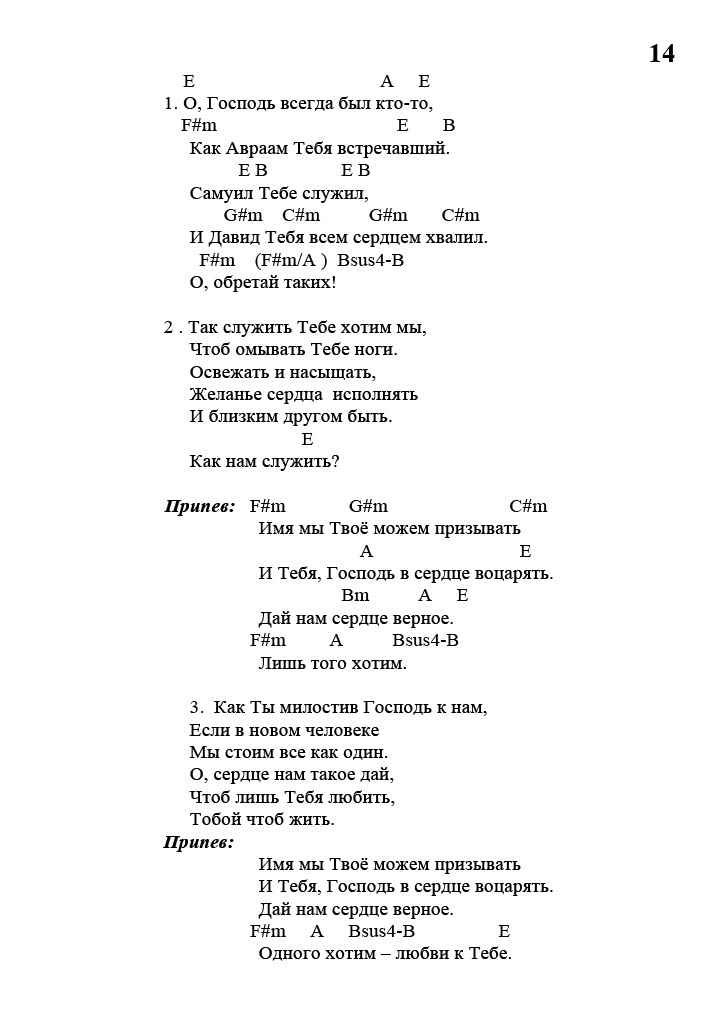 14
E A E
1. О, Господь всегда был кто-то,
F#m E B
Как Авраам Тебя встречавший.
E B E B
Самуил Тебе служил,
G#m C#m G#m C#m
И Давид Тебя всем сердцем хвалил.
F#m (F#m/A ) Bsus4-B
О, обретай таких!
2 . Так служить Тебе хотим мы,
Чтоб омывать Тебе ноги.
Освежать и насыщать,
Желанье сердца исполнять
И близким другом быть.
E
Как нам служить?
Припев: F#m G#m C#m
Имя мы Твоё можем призывать
A E
И Тебя, Господь в сердце воцарять.
Bm A E
Дай нам сердце верное.
F#m A Bsus4-B
Лишь того хотим.
3. Как Ты милостив Господь к нам,
Если в новом человеке
Мы стоим все как один.
О, сердце нам такое дай,
Чтоб лишь Тебя любить,
Тобой чтоб жить.
Припев:
Имя мы Твоё можем призывать
И Тебя, Господь в сердце воцарять.
Дай нам сердце верное.
F#m A Bsus4-B E
Одного хотим – любви к Тебе.